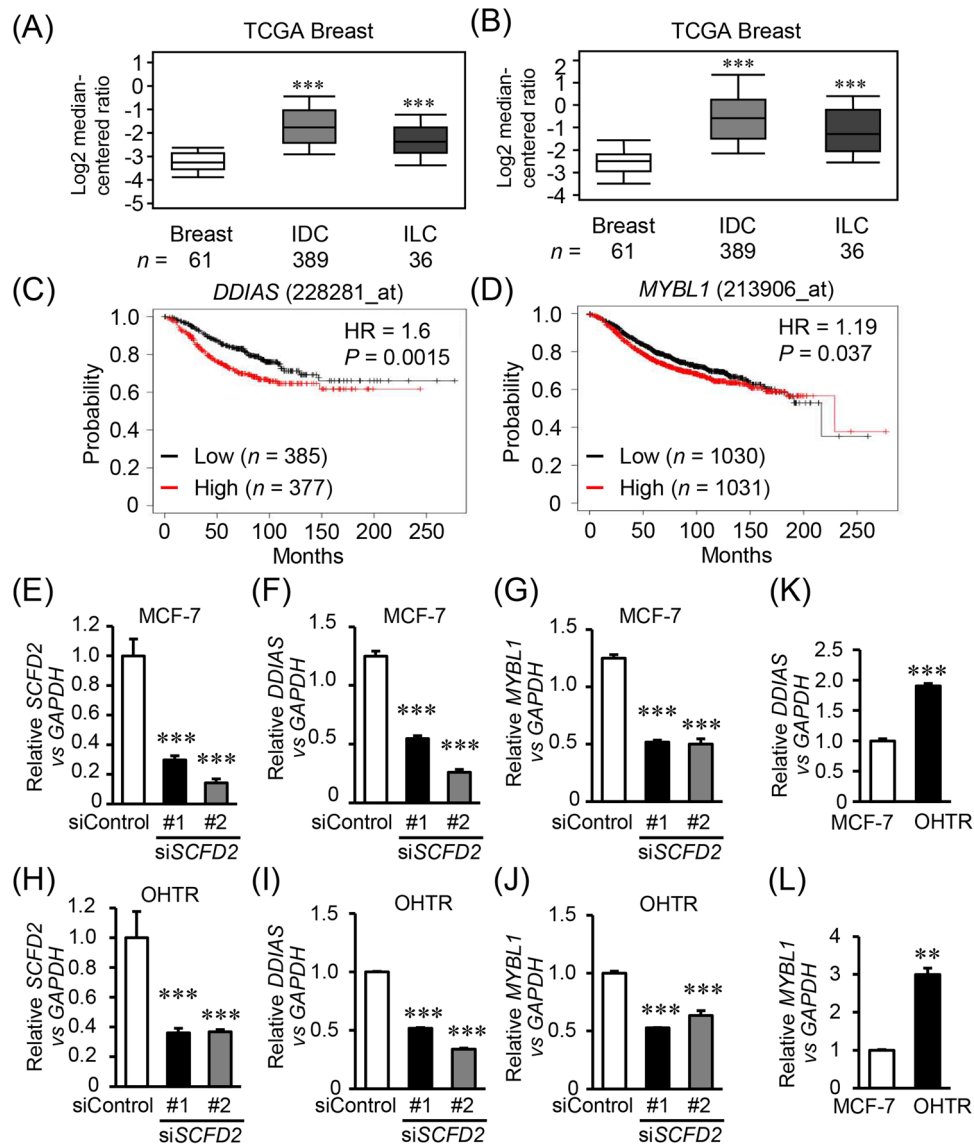 (A)
TCGA Breast
Log2 median-
centered ratio
1
0
-1
-2
-3
-4
-5
***
***
Breast
IDC
ILC
n = 61
389
36
(B)
TCGA Breast
Log2 median-
centered ratio
2
1
0
-1
-2
-3
-4
***
***
Breast
IDC
ILC
n = 61
389
36
(C)
DDIAS (228281_at)
HR = 1.6
P = 0.0015
Probability
1.0
0.8
0.6
0.4
0.2
0
Low (n = 385)
High (n = 377)
0 50 100 150 200 250
Months
(D)
MYBL1 (213906_at)
HR = 1.19
P = 0.037
Probability
1.0
0.8
0.6
0.4
0.2
0
Low (n = 1030)
High (n = 1031)
0 50 100 150 200 250
Months
(E)
MCF-7
Relative SCFD2
vs GAPDH
1.2
1.0
0.8
0.6
0.4
0.2
0
***
***
siControl #1 #2
siSCFD2
(F)
MCF-7
Relative DDIAS
vs GAPDH
1.5
1.0
0.5
0
***
***
siControl #1 #2
siSCFD2
(G)
MCF-7
Relative MYBL1
vs GAPDH
1.5
1.0
0.5
0
***
***
siControl #1 #2
siSCFD2
(K)
Relative DDIAS
vs GAPDH
2.5
2.0
1.5
1.0
0.5
0
***
MCF-7 OHTR
(H)
OHTR
Relative SCFD2
vs GAPDH
1.2
1.0
0.8
0.6
0.4
0.2
0
***
***
siControl #1 #2
siSCFD2
(I)
OHTR
Relative DDIAS
vs GAPDH
1.5
1.0
0.5
0
***
***
siControl #1 #2
siSCFD2
(J)
OHTR
Relative MYBL1
vs GAPDH
1.5
1.0
0.5
0
***
***
siControl #1 #2
siSCFD2
(L)
Relative MYBL1
vs GAPDH
4
3
2
1
0
**
MCF-7 OHTR